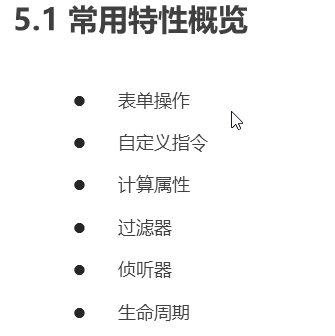 5.1 常用特性概览
● 表单操作
● 自定义指令
● 计算属性
● 过滤器
● 侦听器
● 生命周期